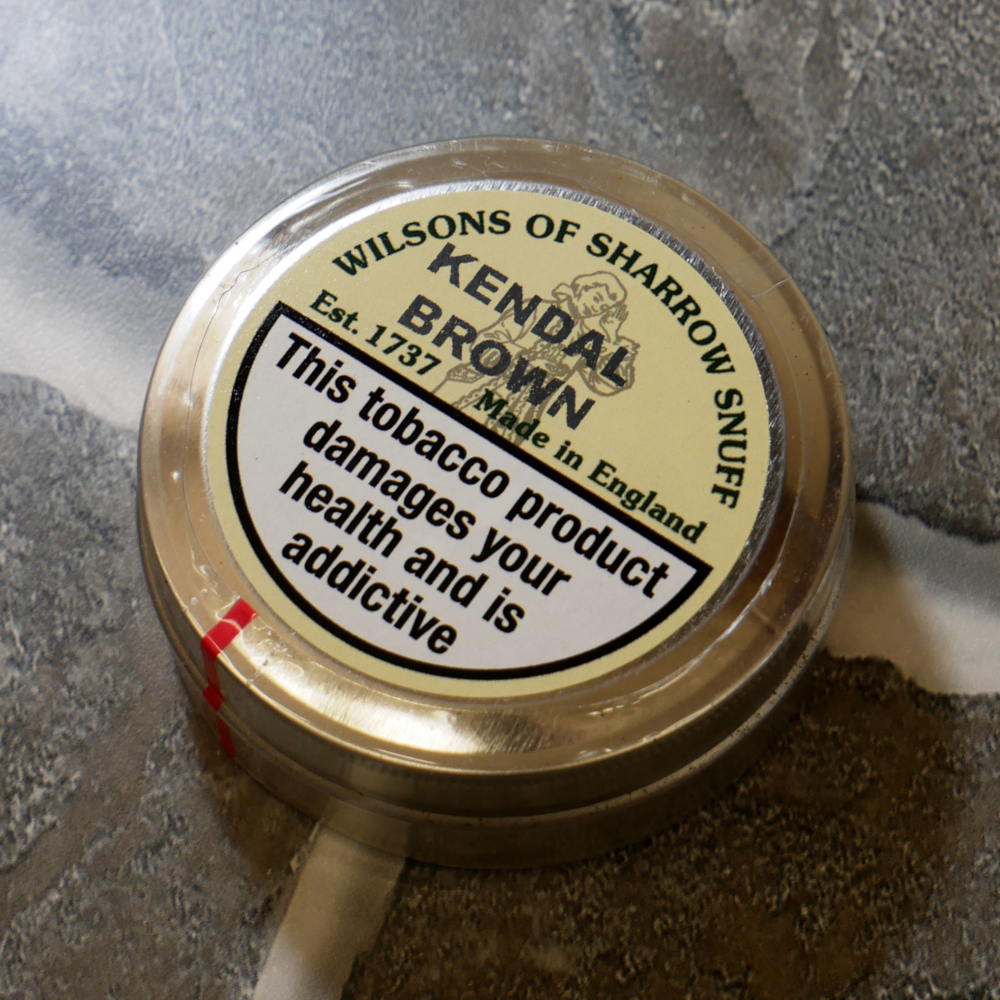 WILSONS OF SHARROW SNUFF
KENDAL
BROWN
Est. 1737
Made in England
This tobacco product
damages your
health and is
addictive